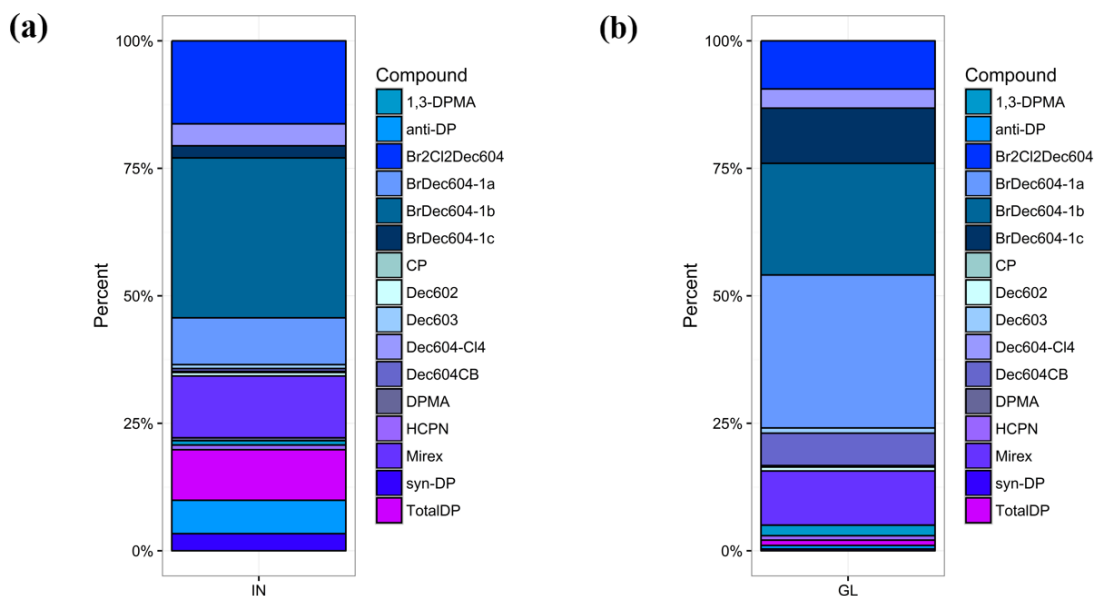 (a)
100%
75%
50%
25%
0%
Percent
IN
Compound
1,3-DPMA
anti-DP
Br2Cl2Dec604
BrDec604-1a
BrDec604-1b
BrDec604-1c
CP
Dec602
Dec603
Dec604-Cl4
Dec604CB
DPMA
HCPN
Mirex
syn-DP
TotalDP
(b)
100%
75%
50%
25%
0%
Percent
GL
Compound
1,3-DPMA
anti-DP
Br2Cl2Dec604
BrDec604-1a
BrDec604-1b
BrDec604-1c
CP
Dec602
Dec603
Dec604-Cl4
Dec604CB
DPMA
HCPN
Mirex
syn-DP
TotalDP